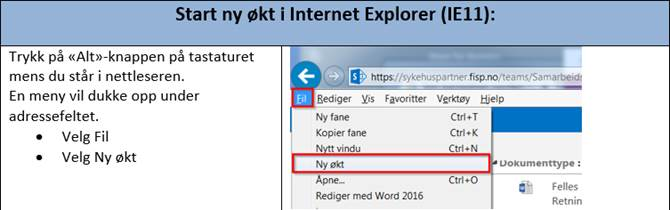 Start ny økt i Internet Explorer (IE11):
Trykk på «Alt»-knappen på tastaturet
mens du står i nettleseren.
En meny vil dukke opp under
adressefeltet.
• Velg Fil
• Velg Ny økt
https://sykehuspartner.fisp.no/teams/Samarbeids
Fil Rediger Vis Favoritter Verktøy Hjelp
Ny fane Ctrl+T
Kopier fane Ctrl+K
Nytt vindu Ctrl+N
Ny økt
Åpne... Ctrl+O
Rediger med Word 2016
Dokumenttype :
Felles
Retnin